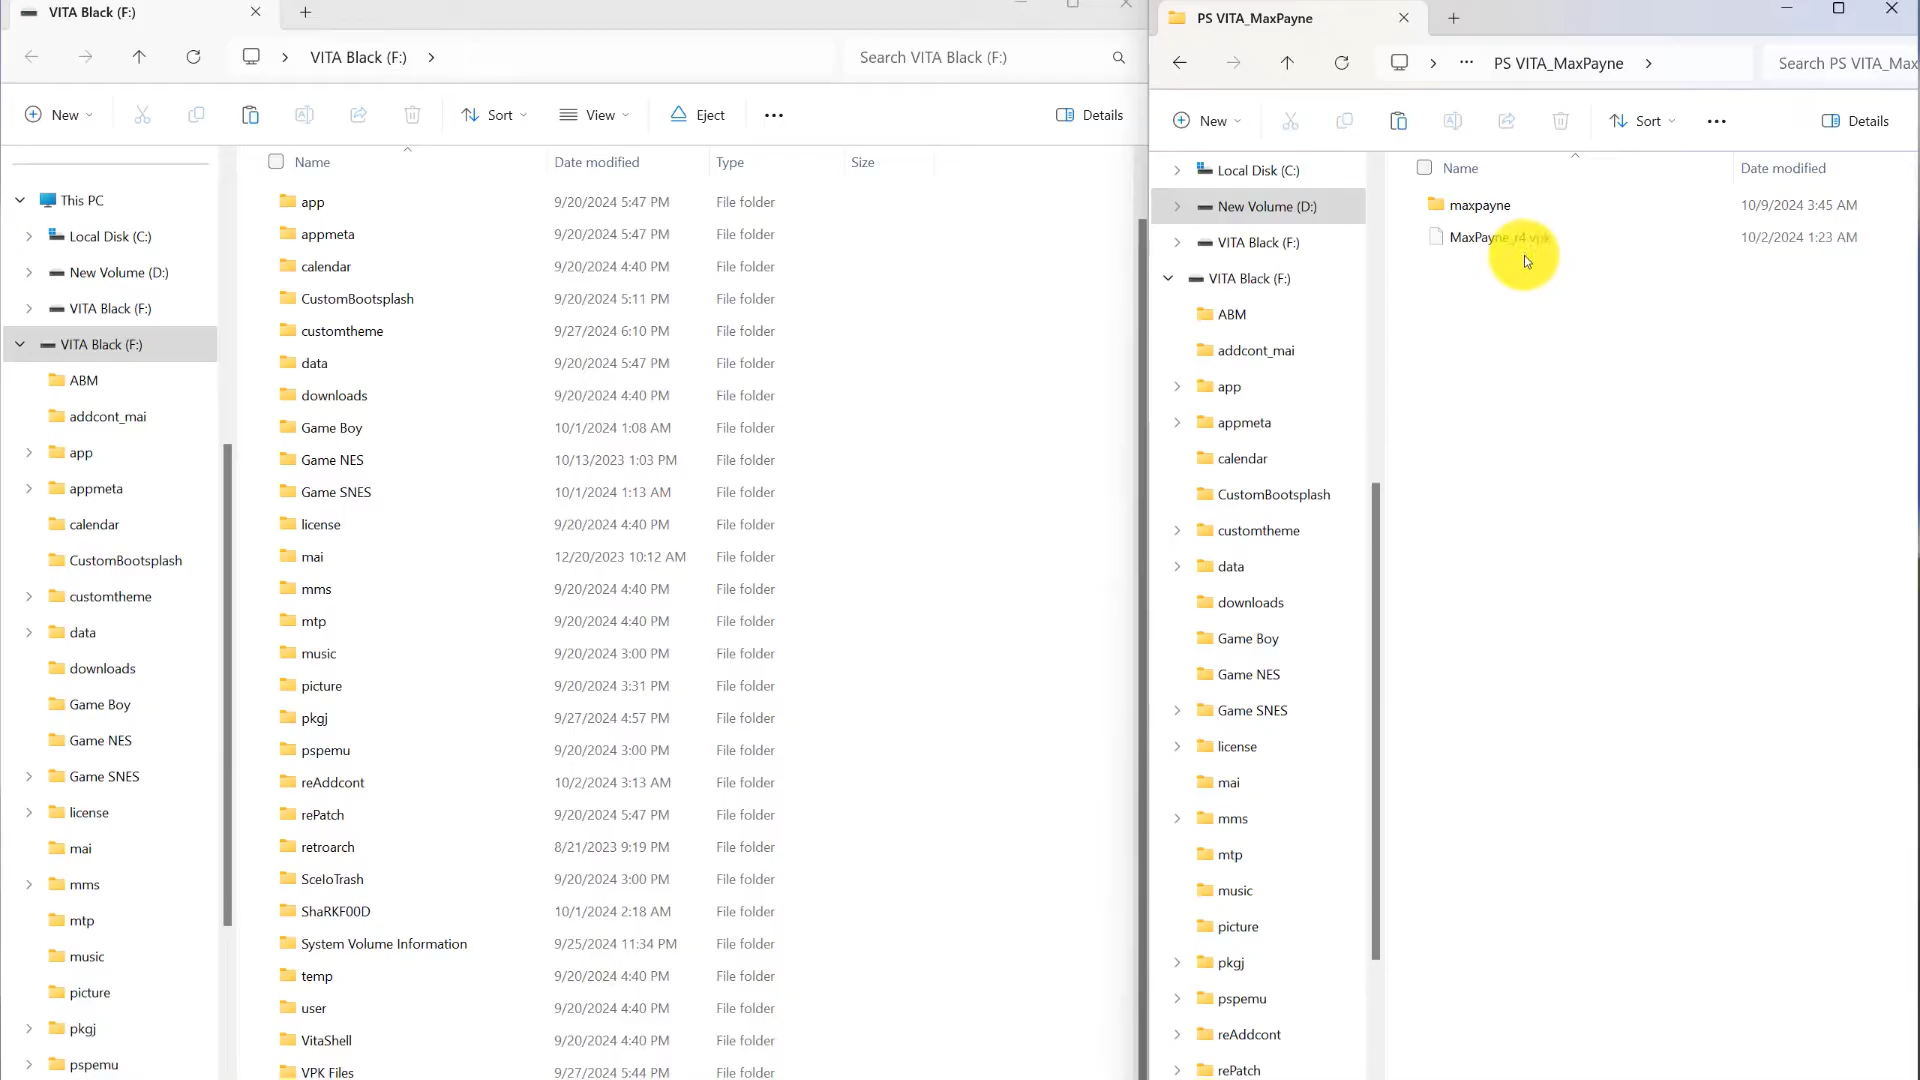 VITA Black (F:)
VITA Black (F:)
Search VITA Black (F:)
New
Sort
View
Eject
Details
Name
Date modified
Type
Size
This PC
Local Disk (C:)
New Volume (D:)
VITA Black (F:)
VITA Black (F:)
ABM
addcont_mai
app
appmeta
calendar
CustomBootsplash
customtheme
data
downloads
Game Boy
Game NES
Game SNES
license
mai
mms
mtp
music
picture
pkgj
pspemu
app 9/20/2024 5:47 PM File folder
appmeta 9/20/2024 5:47 PM File folder
calendar 9/20/2024 4:40 PM File folder
CustomBootsplash 9/20/2024 5:11 PM File folder
customtheme 9/27/2024 6:10 PM File folder
data 9/20/2024 5:47 PM File folder
downloads 9/20/2024 4:40 PM File folder
Game Boy 10/1/2024 1:08 AM File folder
Game NES 10/13/2023 1:03 PM File folder
Game SNES 10/1/2024 1:13 AM File folder
license 9/20/2024 4:40 PM File folder
mai 12/20/2023 10:12 AM File folder
mms 9/20/2024 4:40 PM File folder
mtp 9/20/2024 4:40 PM File folder
music 9/20/2024 3:00 PM File folder
picture 9/20/2024 3:31 PM File folder
pkgj 9/27/2024 4:57 PM File folder
pspemu 9/20/2024 3:00 PM File folder
reAddcont 10/2/2024 3:13 AM File folder
rePatch 9/20/2024 5:47 PM File folder
retroarch 8/21/2023 9:19 PM File folder
SceIoTrash 9/20/2024 3:00 PM File folder
ShaRKF00D 10/1/2024 2:18 AM File folder
System Volume Information 9/25/2024 11:34 PM File folder
temp 9/20/2024 4:40 PM File folder
user 9/20/2024 4:40 PM File folder
VitaShell 9/20/2024 4:40 PM File folder
VPK Files 9/27/2024 5:44 PM File folder
PS VITA_MaxPayne
PS VITA_MaxPayne
Search PS VITA_Max
New
Sort
Details
Name
Date modified
Local Disk (C:)
New Volume (D:)
VITA Black (F:)
VITA Black (F:)
ABM
addcont_mai
app
appmeta
calendar
CustomBootsplash
customtheme
data
downloads
Game Boy
Game NES
Game SNES
license
mai
mms
mtp
music
picture
pkgj
pspemu
reAddcont
rePatch
maxpayne 10/9/2024 3:45 AM
MaxPayne_r4.vpk 10/2/2024 1:23 AM